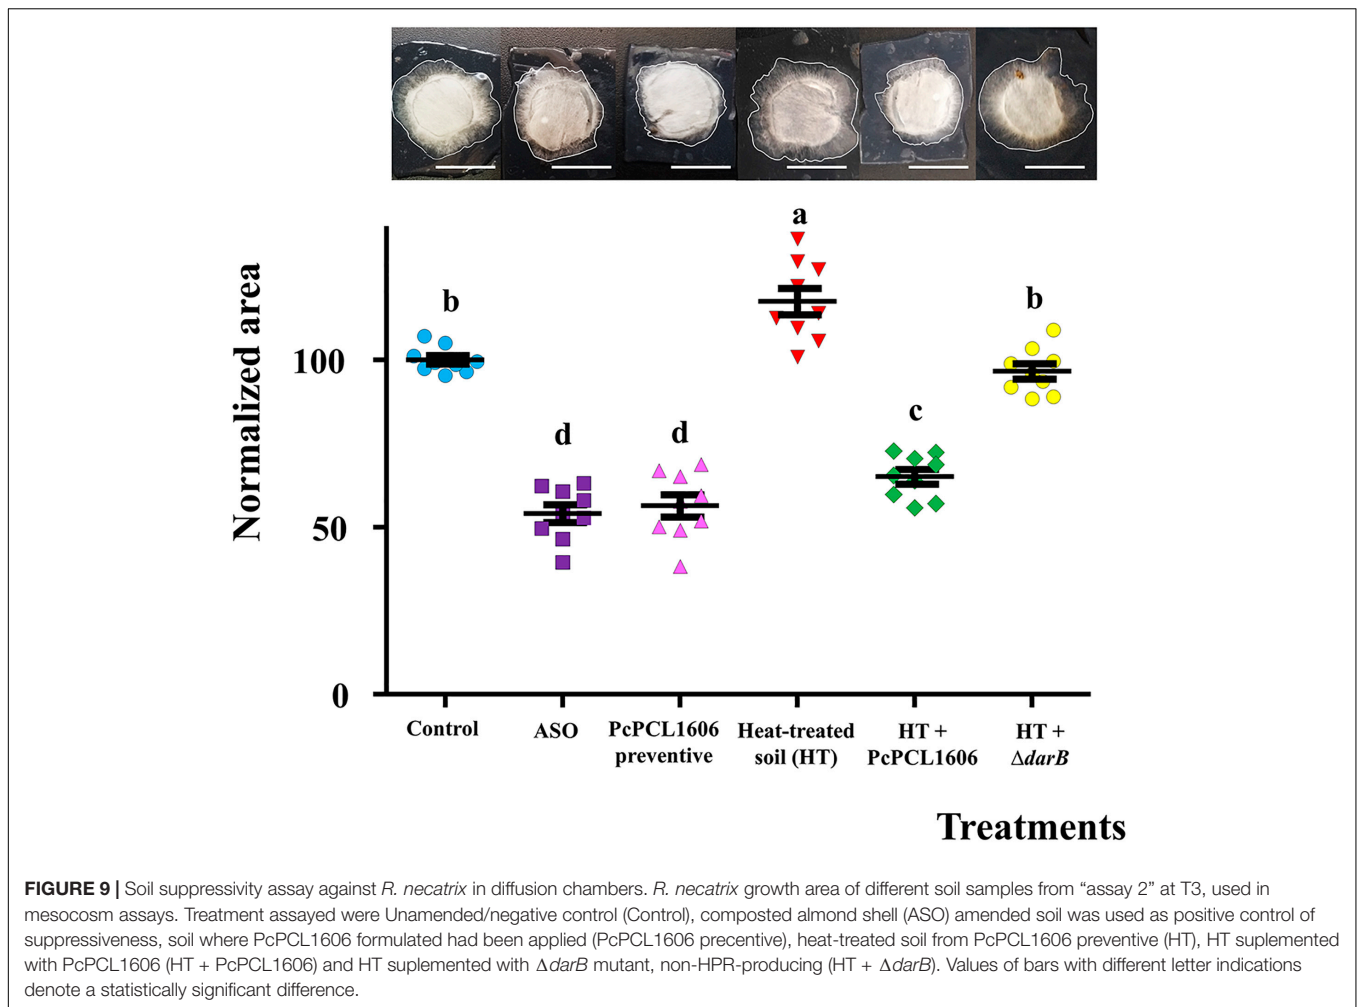 a
b
b
100
c
d
d
50
0
Normalized area
Control
ASO
PcPCL1606
preventive
Heat-treated
soil (HT)
HT +
PcPCL1606
HT +
ΔdarB
Treatments
FIGURE 9 | Soil suppressivity assay against R. necatrix in diffusion chambers. R. necatrix growth area of different soil samples from “assay 2” at T3, used in
mesocosm assays. Treatment assayed were Unamended/negative control (Control), composted almond shell (ASO) amended soil was used as positive control of
suppressiveness, soil where PcPCL1606 formulated had been applied (PcPCL1606 precentive), heat-treated soil from PcPCL1606 preventive (HT), HT suplemented
with PcPCL1606 (HT + PcPCL1606) and HT suplemented with ΔdarB mutant, non-HPR-producing (HT + ΔdarB). Values of bars with different letter indications
denote a statistically significant difference.